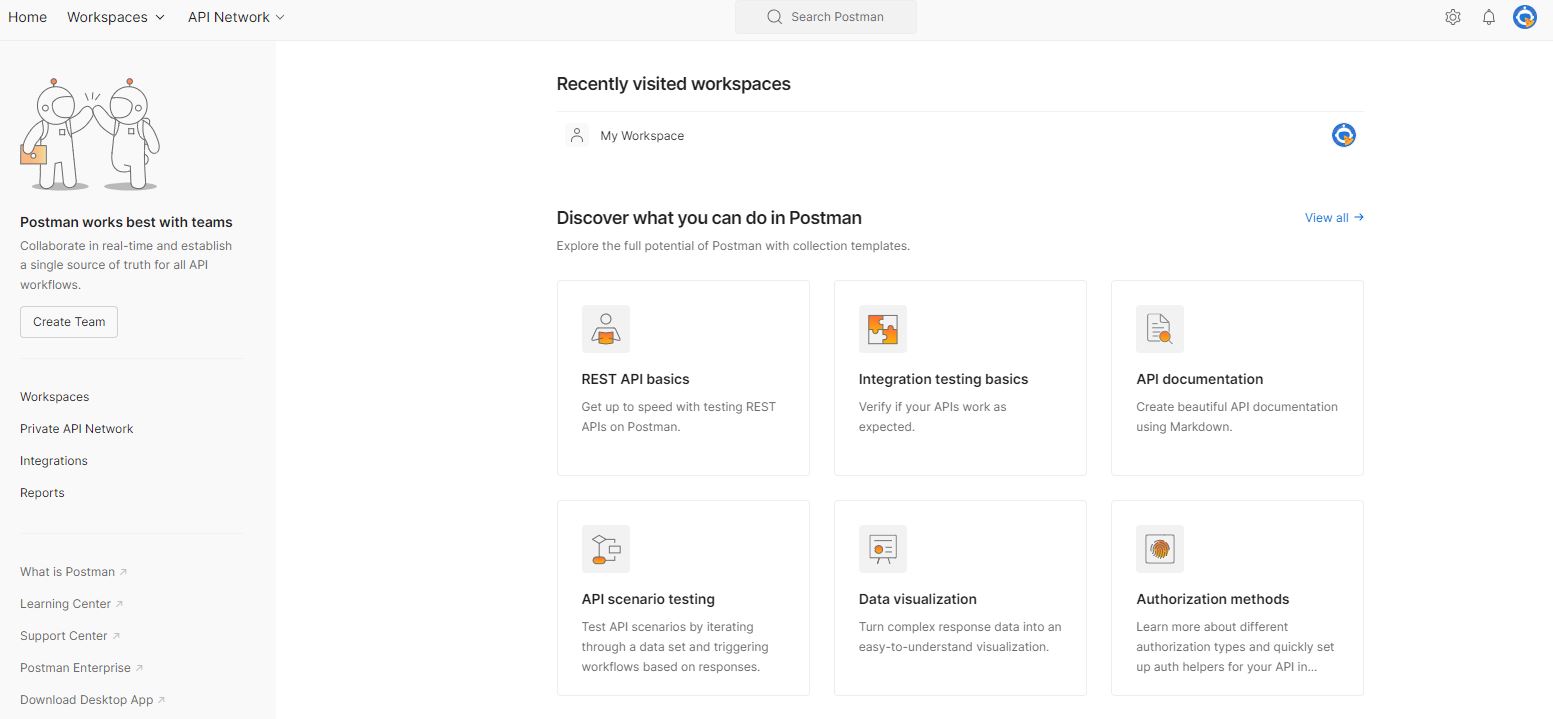 Home Workspaces API Network Search Postman
Postman works best with teams
Collaborate in real-time and establish
a single source of truth for all API
workflows.
Create Team
Workspaces
Private API Network
Integrations
Reports
What is Postman
Learning Center
Support Center
Postman Enterprise
Download Desktop App
Recently visited workspaces
My Workspace
Discover what you can do in Postman
View all
Explore the full potential of Postman with collection templates.
REST API basics
Get up to speed with testing REST
APIs on Postman.
Integration testing basics
Verify if your APIs work as
expected.
API documentation
Create beautiful API documentation
using Markdown.
API scenario testing
Test API scenarios by iterating
through a data set and triggering
workflows based on responses.
Data visualization
Turn complex response data into an
easy-to-understand visualization.
Authorization methods
Learn more about different
authorization types and quickly set
up auth helpers for your API in...